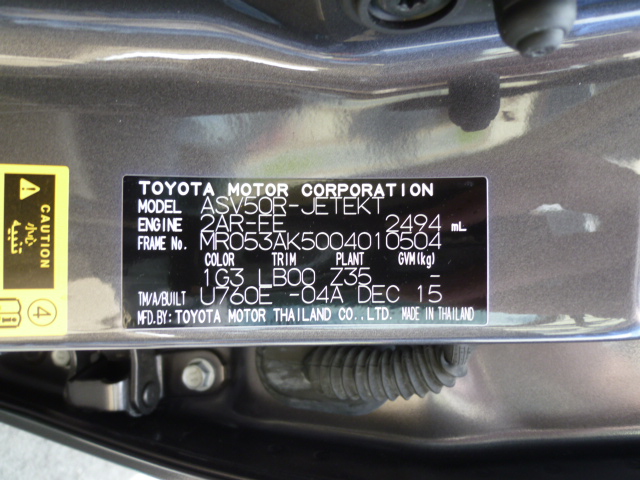 TOYOTA MOTOR CORPORATION
MODEL ASV50R-JETEKT
ENGINE 2AR-FE 2494 mL
FRAME No. MR053AK5004010504
COLOR TRIM PLANT GVM(kg)
1G3 LB00 Z35 -
TM/A/BUILT U760E -04A DEC 15
MFD.BY: TOYOTA MOTOR THAILAND CO.,LTD. MADE IN THAILAND
CAUTION
4